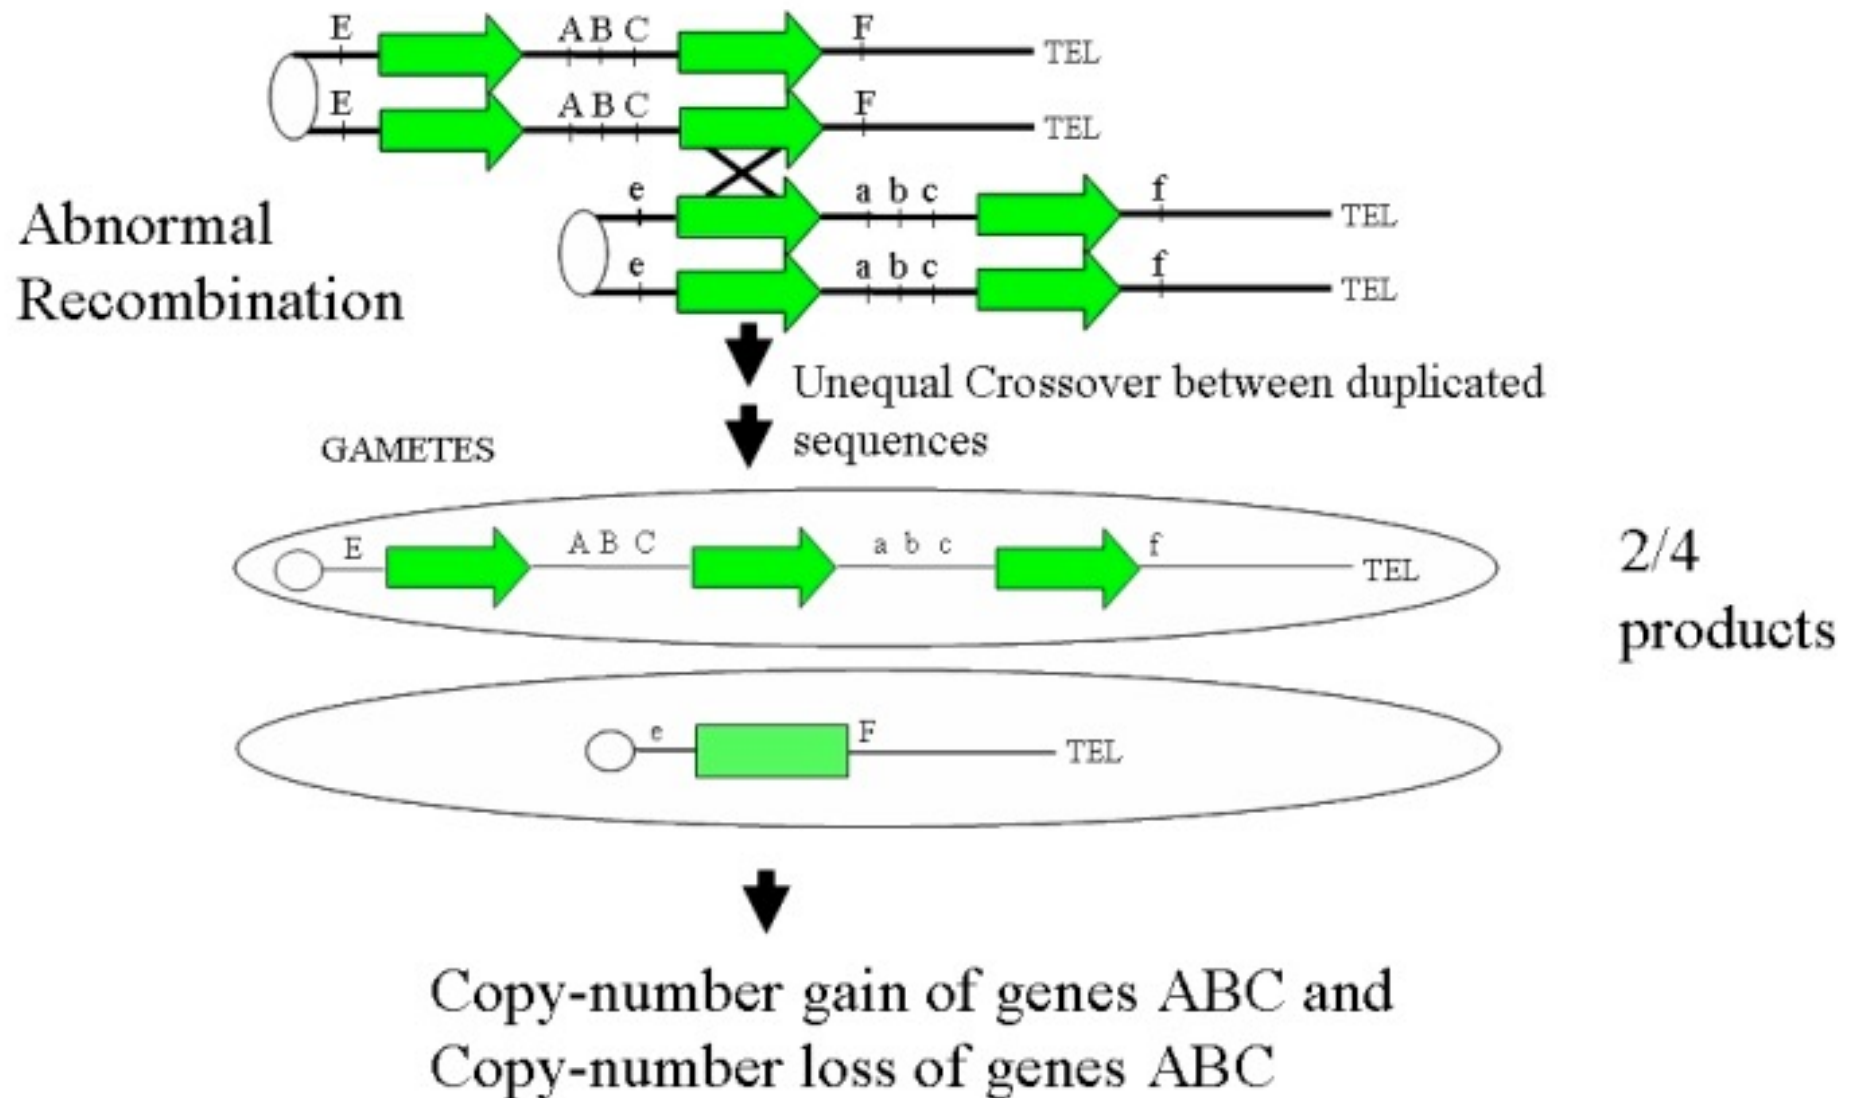 E A B C F
TEL
E A B C F
TEL
Abnormal
Recombination
e a b c f
TEL
e a b c f
TEL
Unequal Crossover between duplicated
sequences
GAMETES
E A B C a b c f
TEL
2/4
products
e F
TEL
Copy-number gain of genes ABC and
Copy-number loss of genes ABC